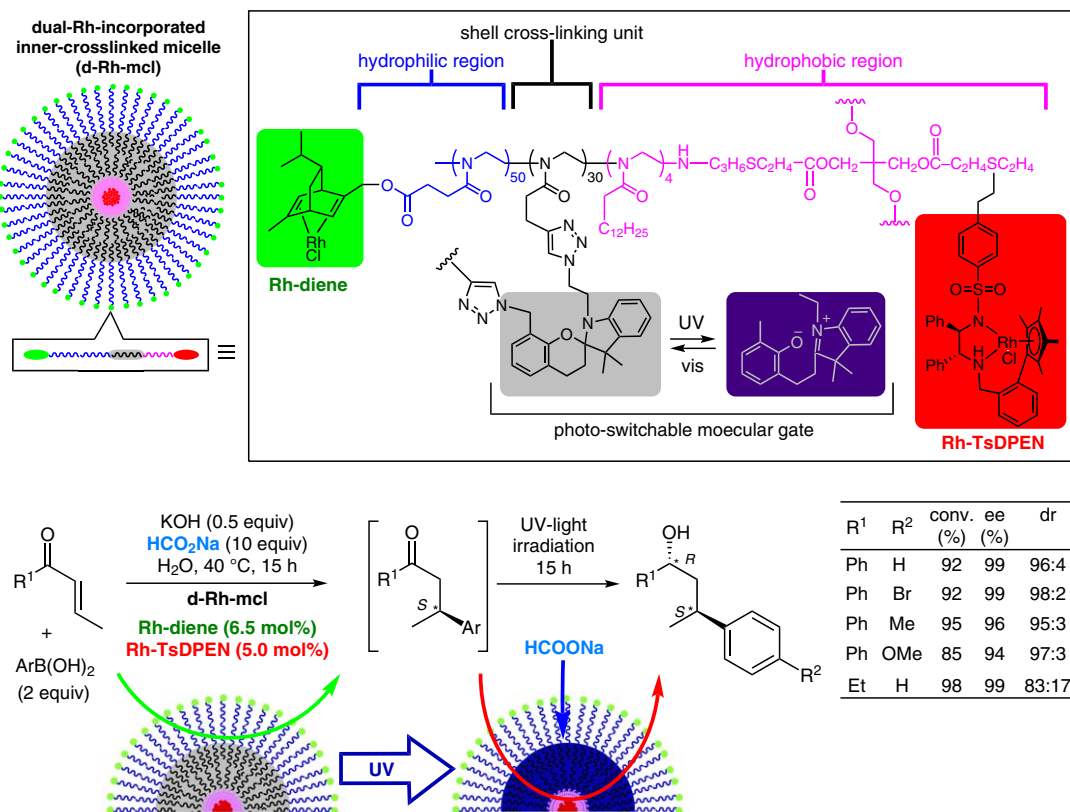 dual-Rh-incorporated
inner-crosslinked micelle
(d-Rh-mcl)
≡
shell cross-linking unit
hydrophilic region
hydrophobic region
Rh
Cl
Rh-diene
O
O
O
N
50
N
O
30
N
O
4
H
N
C3H6SC2H4
O
COCH2
O
O
CH2OC
O
C2H4SC2H4
C12H25
N
N
N
N
N
N
O
N
UV
vis
N
+
O
−
photo-switchable moecular gate
O=S=O
N
Ph
Ph
H
N
Rh
Cl
Rh-TsDPEN
O
R1
+
ArB(OH)2
(2 equiv)
KOH (0.5 equiv)
HCO2Na (10 equiv)
H2O, 40 °C, 15 h
d-Rh-mcl
Rh-diene (6.5 mol%)
Rh-TsDPEN (5.0 mol%)
O
R1
S
*
Ar
UV-light
irradiation
15 h
HCOONa
OH
* R
R1
S *
R2
UV
R1 R2 conv. (%) ee (%) dr
Ph H 92 99 96:4
Ph Br 92 99 98:2
Ph Me 95 96 95:3
Ph OMe 85 94 97:3
Et H 98 99 83:17